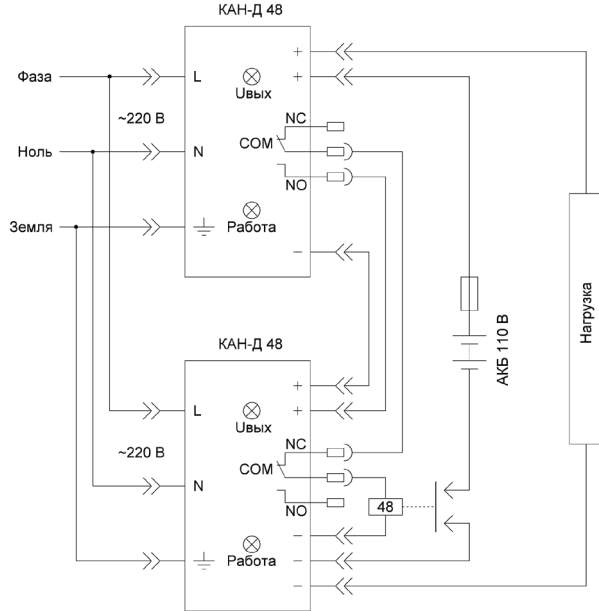 КАН-Д 48
Фаза
L
+
+
Uвых
~220 В
NC
COM
Ноль
N
NO
Земля
Работа
−
КАН-Д 48
+
L
+
Uвых
~220 В
NC
COM
N
NO
48
−
Работа
−
−
АКБ 110 В
Нагрузка